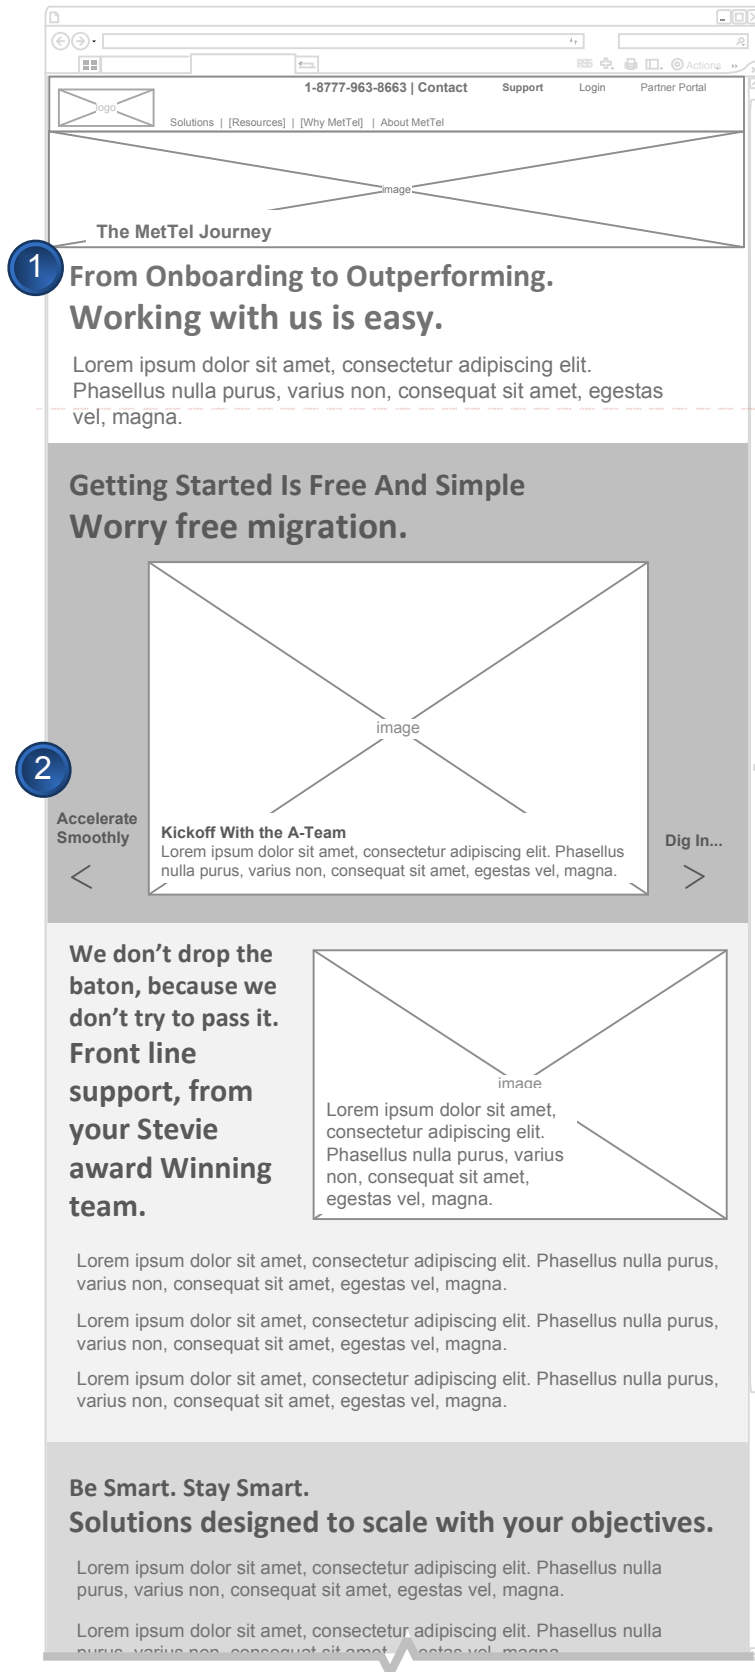 RSS Actions
1-8777-963-8663 | Contact Support Login Partner Portal
logo
Solutions | [Resources] | [Why MetTel] | About MetTel
image
The MetTel Journey
1
From Onboarding to Outperforming.
Working with us is easy.
Lorem ipsum dolor sit amet, consectetur adipiscing elit.
Phasellus nulla purus, varius non, consequat sit amet, egestas
vel, magna.
Getting Started Is Free And Simple
Worry free migration.
image
2
Accelerate
Smoothly
Kickoff With the A-Team
Lorem ipsum dolor sit amet, consectetur adipiscing elit. Phasellus
nulla purus, varius non, consequat sit amet, egestas vel, magna.
Dig In...
<
>
We don’t drop the
baton, because we
don’t try to pass it.
Front line
support, from
your Stevie
award Winning
team.
image
Lorem ipsum dolor sit amet,
consectetur adipiscing elit.
Phasellus nulla purus, varius
non, consequat sit amet,
egestas vel, magna.
Lorem ipsum dolor sit amet, consectetur adipiscing elit. Phasellus nulla purus,
varius non, consequat sit amet, egestas vel, magna.
Lorem ipsum dolor sit amet, consectetur adipiscing elit. Phasellus nulla purus,
varius non, consequat sit amet, egestas vel, magna.
Lorem ipsum dolor sit amet, consectetur adipiscing elit. Phasellus nulla purus,
varius non, consequat sit amet, egestas vel, magna.
Be Smart. Stay Smart.
Solutions designed to scale with your objectives.
Lorem ipsum dolor sit amet, consectetur adipiscing elit. Phasellus nulla
purus, varius non, consequat sit amet, egestas vel, magna.
Lorem ipsum dolor sit amet, consectetur adipiscing elit. Phasellus nulla
purus, varius non, consequat sit amet, vel, magna.